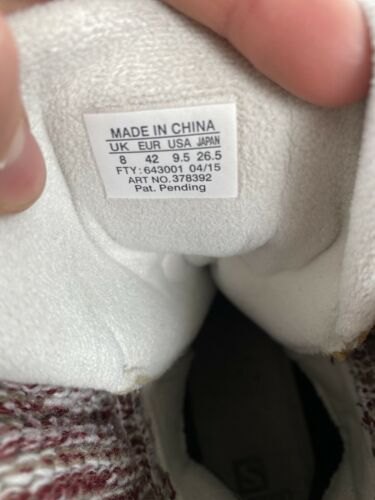 MADE IN CHINA
UK EUR USA JAPAN
8 42 9.5 26.5
FTY:643001 04/15
ART NO.378392
Pat. Pending
S